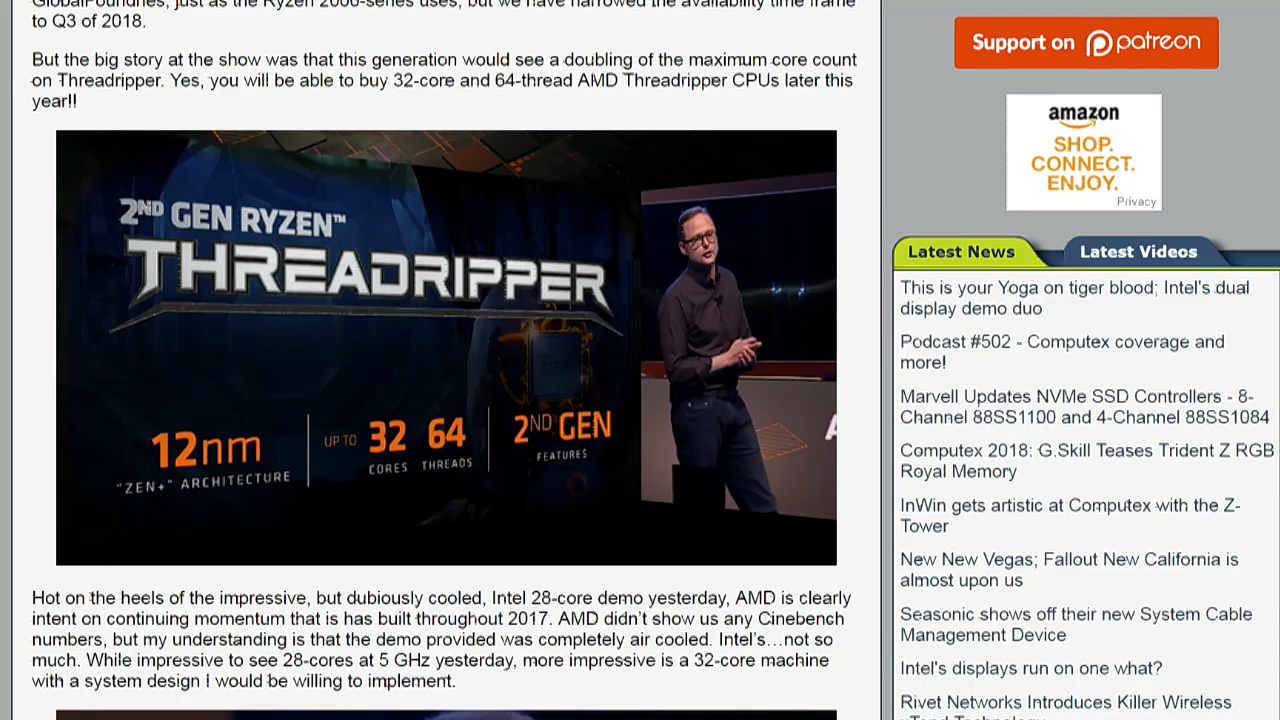 GlobalFoundries, just as the Ryzen 2000-series uses, but we have narrowed the availability time frame
to Q3 of 2018.
But the big story at the show was that this generation would see a doubling of the maximum core count
on Threadripper. Yes, you will be able to buy 32-core and 64-thread AMD Threadripper CPUs later this
year!!
2ND GEN RYZEN™
THREADRIPPER
12nm
"ZEN+" ARCHITECTURE
UP TO 32 64
CORES THREADS
2ND GEN
FEATURES
Hot on the heels of the impressive, but dubiously cooled, Intel 28-core demo yesterday, AMD is clearly
intent on continuing momentum that is has built throughout 2017. AMD didn't show us any Cinebench
numbers, but my understanding is that the demo provided was completely air cooled. Intel's…not so
much. While impressive to see 28-cores at 5 GHz yesterday, more impressive is a 32-core machine
with a system design I would be willing to implement.
Support on patreon
amazon
SHOP.
CONNECT.
ENJOY.
Privacy
Latest News
Latest Videos
This is your Yoga on tiger blood; Intel's dual
display demo duo
Podcast #502 - Computex coverage and
more!
Marvell Updates NVMe SSD Controllers - 8-
Channel 88SS1100 and 4-Channel 88SS1084
Computex 2018: G.Skill Teases Trident Z RGB
Royal Memory
InWin gets artistic at Computex with the Z-
Tower
New New Vegas; Fallout New California is
almost upon us
Seasonic shows off their new System Cable
Management Device
Intel's displays run on one what?
Rivet Networks Introduces Killer Wireless